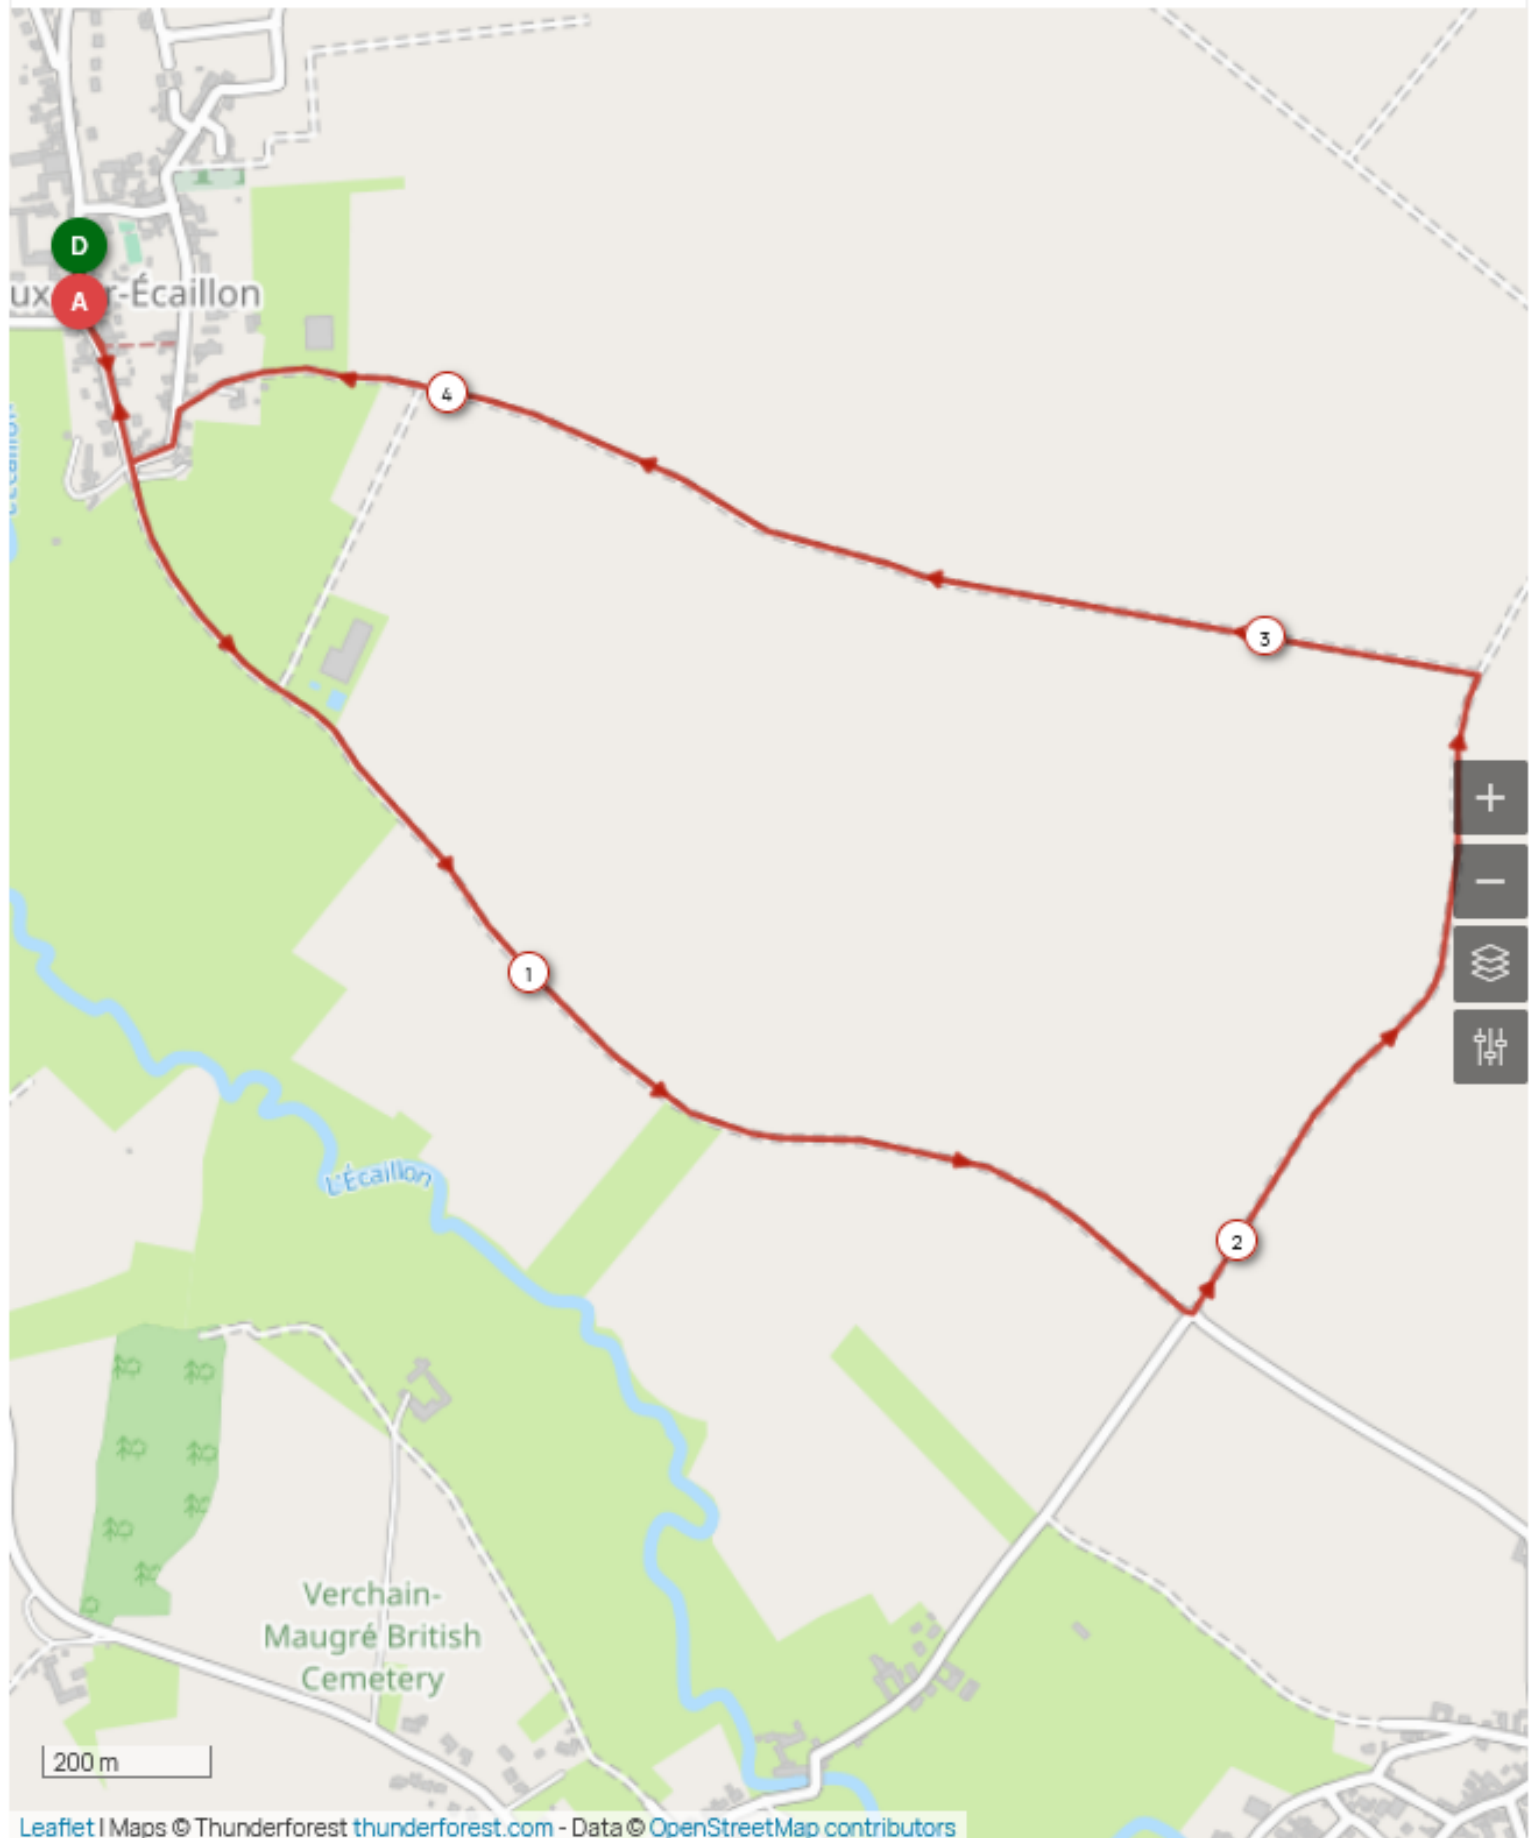 D
A
ux
r-Écaillon
4
3
1
2
L'Écaillon
Verchain-
Maugré British
Cemetery
200 m
Leaflet | Maps © Thunderforest thunderforest.com - Data © OpenStreetMap contributors